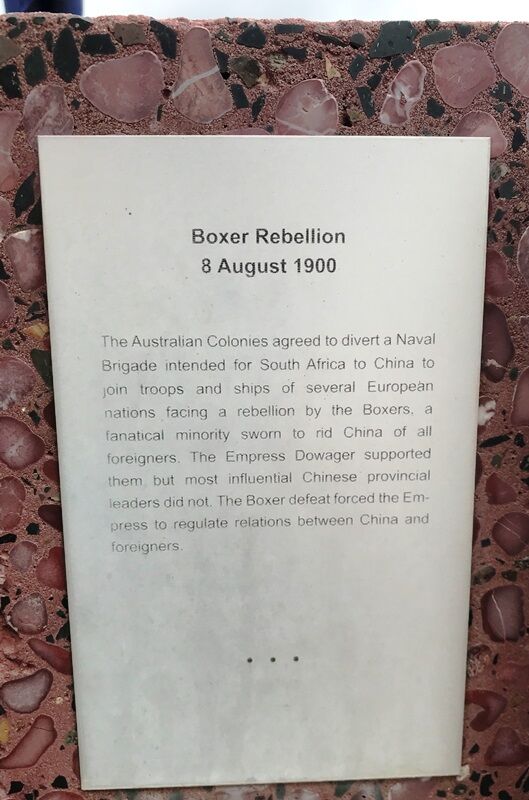 Boxer Rebellion
8 August 1900
The Australian Colonies agreed to divert a Naval
Brigade intended for South Africa to China to
join troops and ships of several European
nations facing a rebellion by the Boxers, a
fanatical minority sworn to rid China of all
foreigners. The Empress Dowager supported
them but most influential Chinese provincial
leaders did not. The Boxer defeat forced the Em-
press to regulate relations between China and
foreigners.
• • •